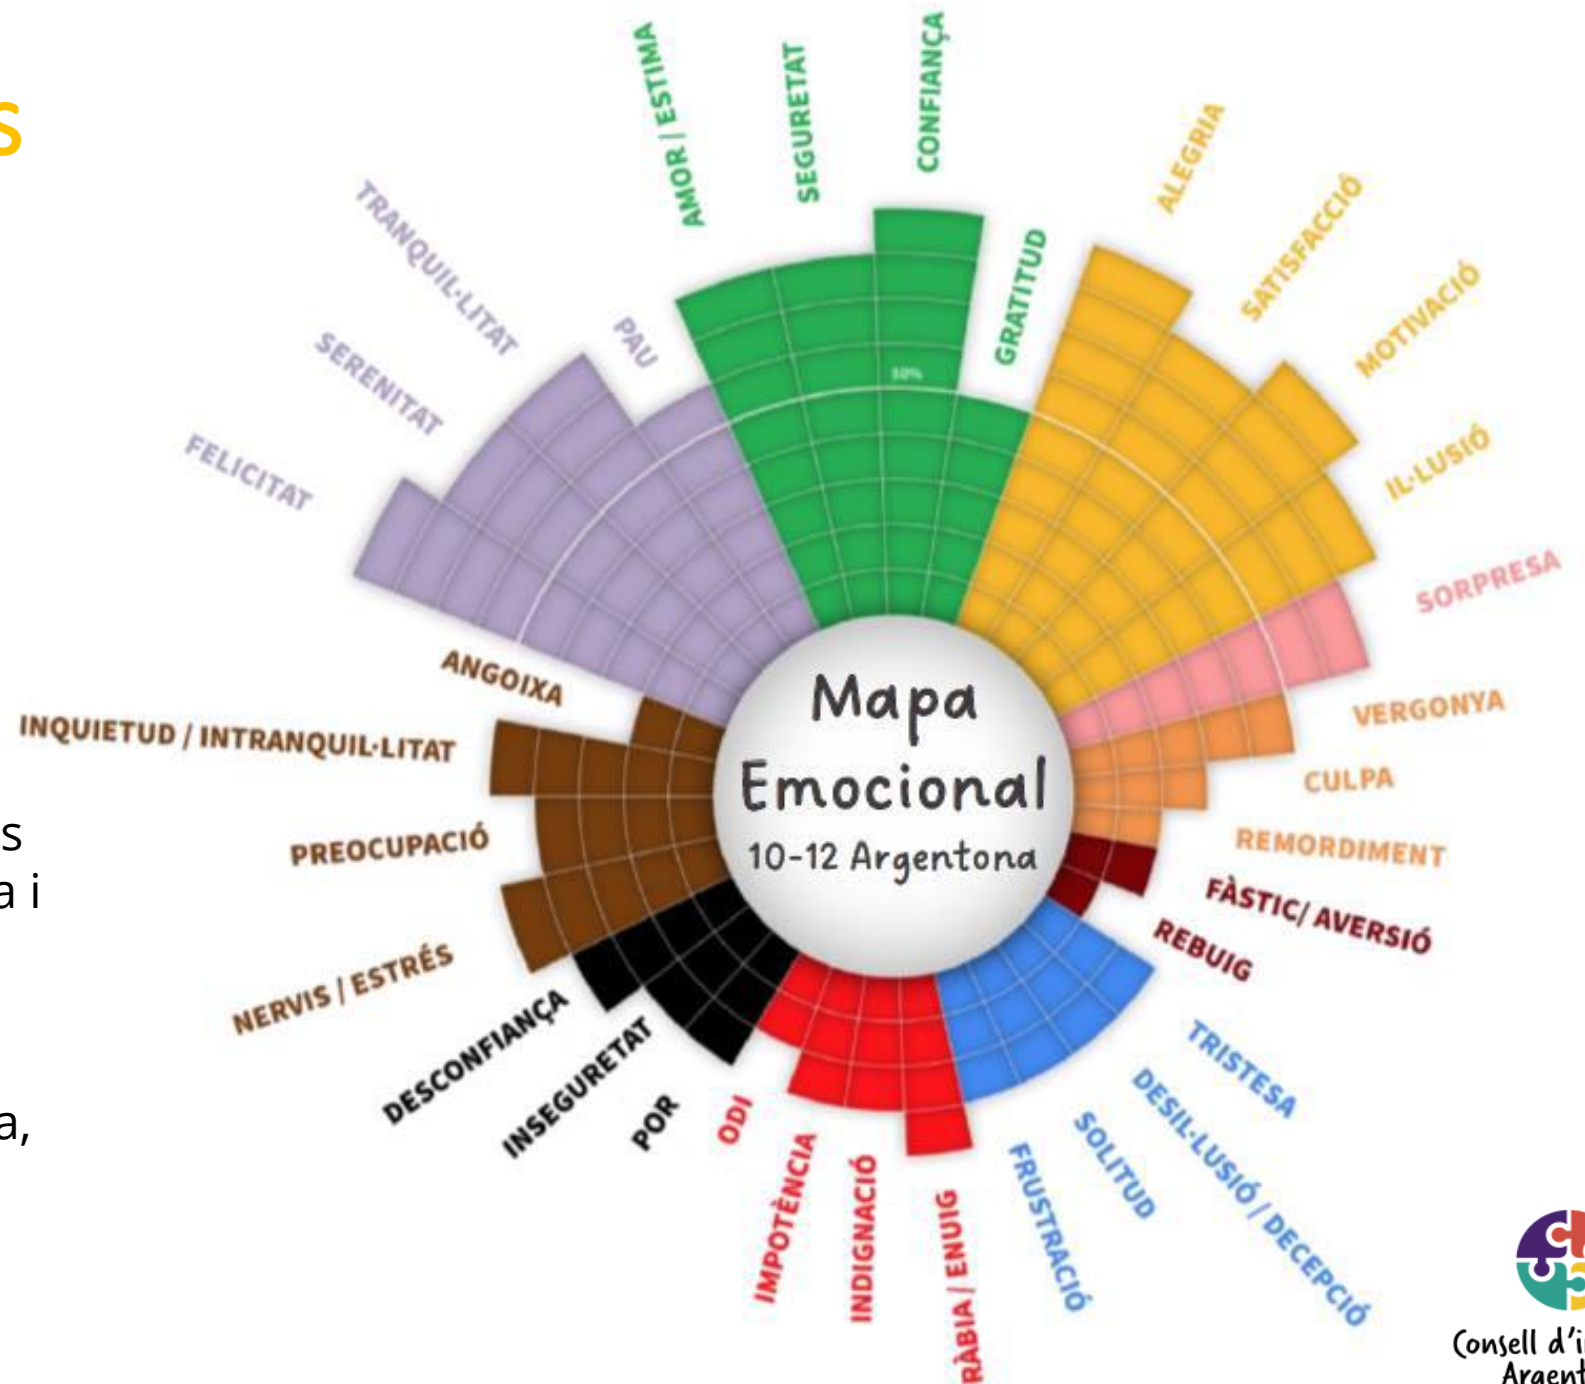 s
AMOR / ESTIMA
SEGURETAT
CONFIANÇA
GRATITUD
ALEGRIA
SATISFACCIÓ
MOTIVACIÓ
IL·LUSIÓ
SORPRESA
VERGONYA
CULPA
REMORDIMENT
FÀSTIC/ AVERSIÓ
REBUIG
TRISTESA
DESIL·LUSIÓ / DECEPCIÓ
SOLITUD
FRUSTRACIÓ
RÀBIA / ENUIG
INDIGNACIÓ
IMPOTÈNCIA
ODI
POR
INSEGURETAT
DESCONFIANÇA
NERVIS / ESTRÉS
PREOCUPACIÓ
INQUIETUD / INTRANQUIL·LITAT
ANGOIXA
FELICITAT
SERENITAT
TRANQUIL·LITAT
PAU
50%
Mapa
Emocional
10-12 Argentona
s
a i
a,
Consell d'i
Argent